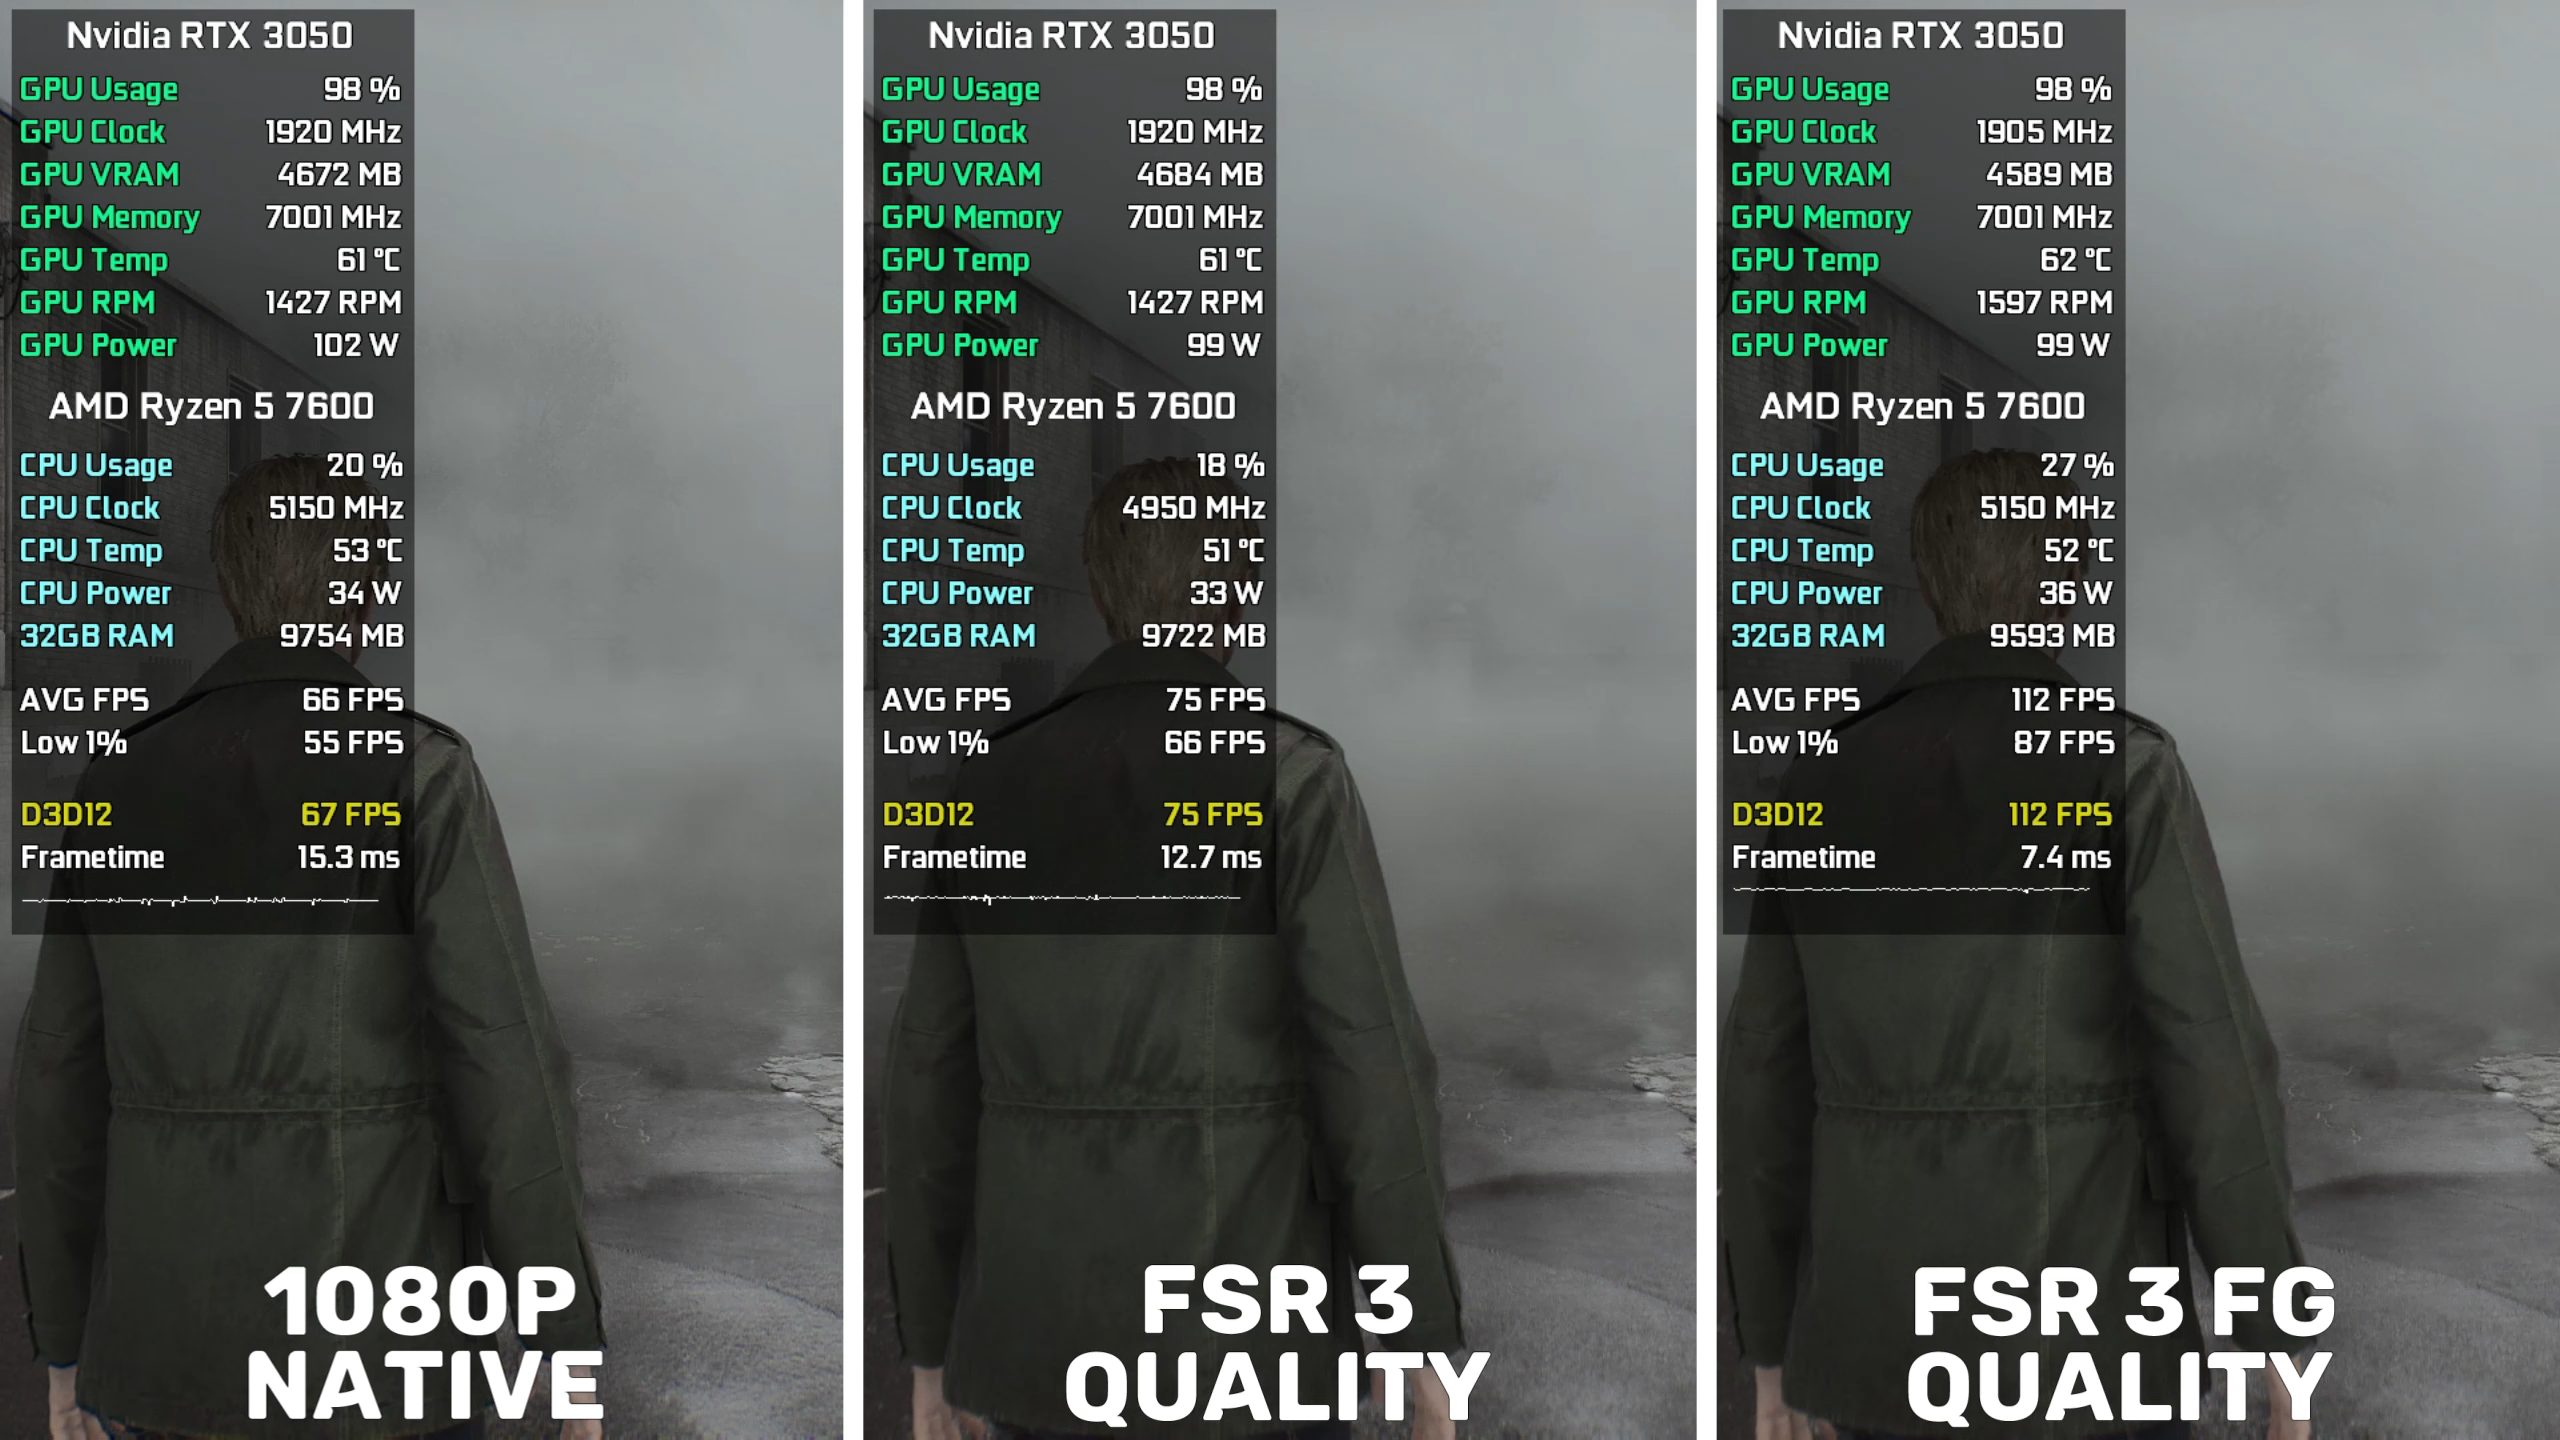 Nvidia RTX 3050
GPU Usage 98 %
GPU Clock 1920 MHz
GPU VRAM 4672 MB
GPU Memory 7001 MHz
GPU Temp 61 °C
GPU RPM 1427 RPM
GPU Power 102 W
AMD Ryzen 5 7600
CPU Usage 20 %
CPU Clock 5150 MHz
CPU Temp 53 °C
CPU Power 34 W
32GB RAM 9754 MB
AVG FPS 66 FPS
Low 1% 55 FPS
D3D12 67 FPS
Frametime 15.3 ms
1080P
NATIVE
Nvidia RTX 3050
GPU Usage 98 %
GPU Clock 1920 MHz
GPU VRAM 4684 MB
GPU Memory 7001 MHz
GPU Temp 61 °C
GPU RPM 1427 RPM
GPU Power 99 W
AMD Ryzen 5 7600
CPU Usage 18 %
CPU Clock 4950 MHz
CPU Temp 51 °C
CPU Power 33 W
32GB RAM 9722 MB
AVG FPS 75 FPS
Low 1% 66 FPS
D3D12 75 FPS
Frametime 12.7 ms
FSR 3
QUALITY
Nvidia RTX 3050
GPU Usage 98 %
GPU Clock 1905 MHz
GPU VRAM 4589 MB
GPU Memory 7001 MHz
GPU Temp 62 °C
GPU RPM 1597 RPM
GPU Power 99 W
AMD Ryzen 5 7600
CPU Usage 27 %
CPU Clock 5150 MHz
CPU Temp 52 °C
CPU Power 36 W
32GB RAM 9593 MB
AVG FPS 112 FPS
Low 1% 87 FPS
D3D12 112 FPS
Frametime 7.4 ms
FSR 3 FG
QUALITY